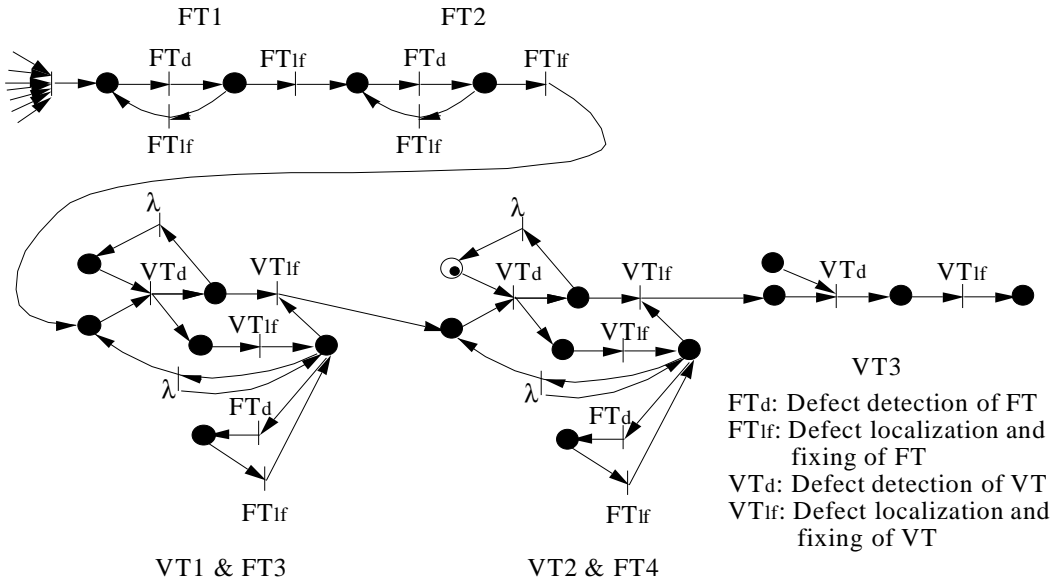 FT1 FT2
FTd FTlf FTd FTlf
FTlf FTlf
λ λ
VTd VTlf VTd VTlf VTd VTlf
VTlf VTlf
VT3
λ λ
FTd FTd
FTd: Defect detection of FT
FTlf: Defect localization and
fixing of FT
VTd: Defect detection of VT
VTlf: Defect localization and
fixing of VT
FTlf FTlf
VT1 & FT3 VT2 & FT4